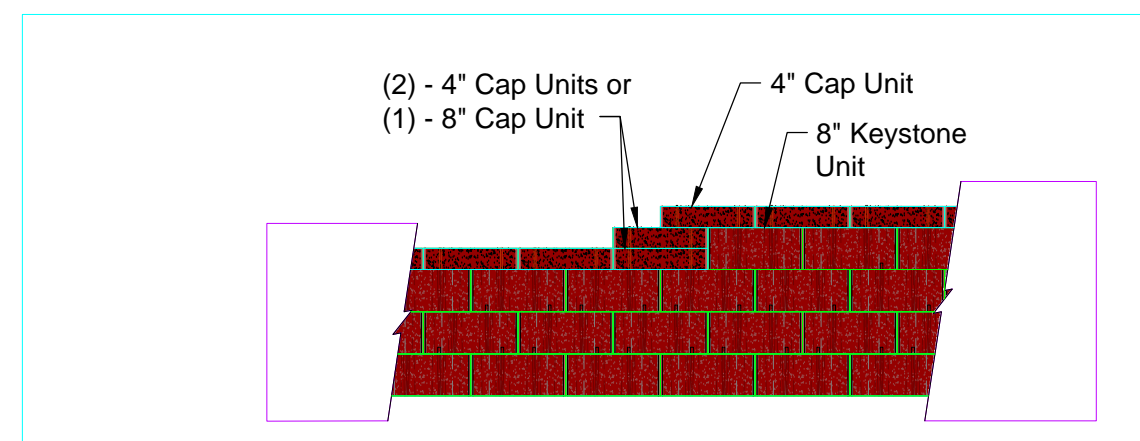 (2) - 4" Cap Units or
(1) - 8" Cap Unit
4" Cap Unit
8" Keystone
Unit